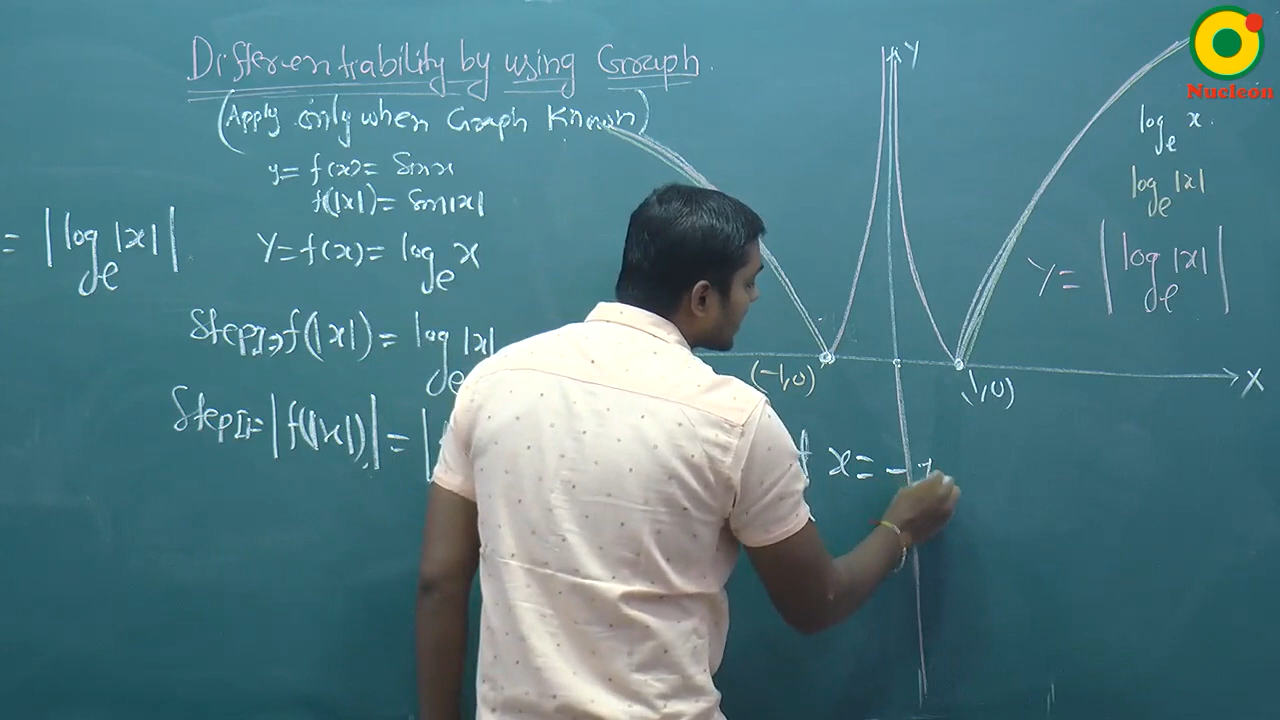 Differentiability by using Graph.
(Apply only when Graph Known)
y = f(x) = Sinx
f(|x|) = Sin|x|
= |log_e|x||
Y = f(x) = log_e x
Step I ⇒ f(|x|) = log_e|x|
Step II = |f(|x|)| = |
Y
X
(-1,0)
(1,0)
x = -1
Nucleon
log_e x.
log_e|x|
Y = |log_e|x||